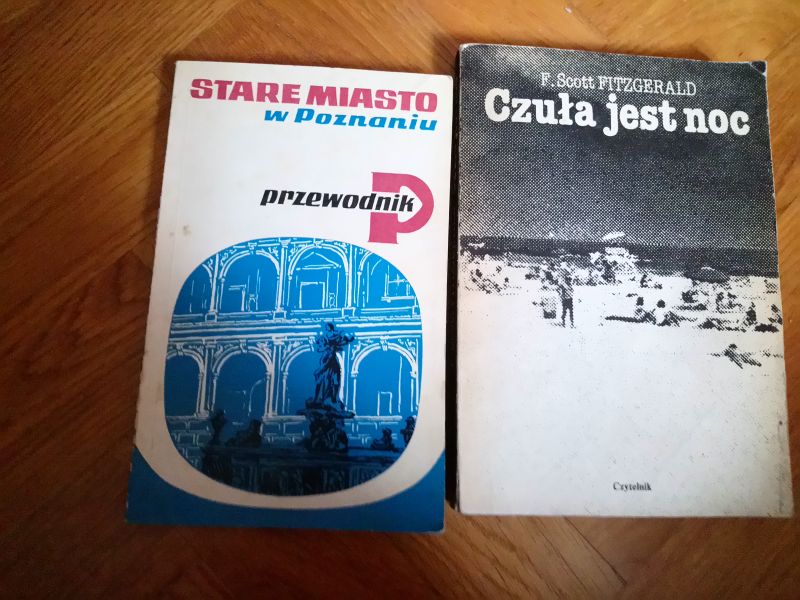 STARE MIASTO
w Poznaniu
przewodnik
P
F. Scott FITZGERALD
Czuła jest noc
Czytelnik